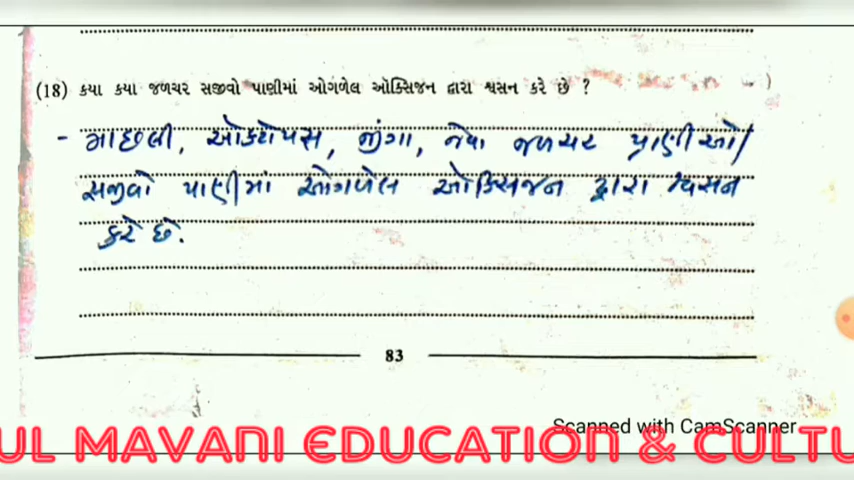 (18) કયા કયા જળચર સજીવો પાણીમાં ઓગળેલ ઑક્સિજન દ્વારા શ્વસન કરે છે ?
- માછલી, ઓક્ટોપસ, જીંગા, જેવા જળચર પ્રાણીઓ/
સજીવો પાણીમાં ઓગળેલ ઓક્સિજન દ્વારા શ્વસન
કરે છે.
83
Scanned with CamScanner
UL MAVANI EDUCATION & CULTU